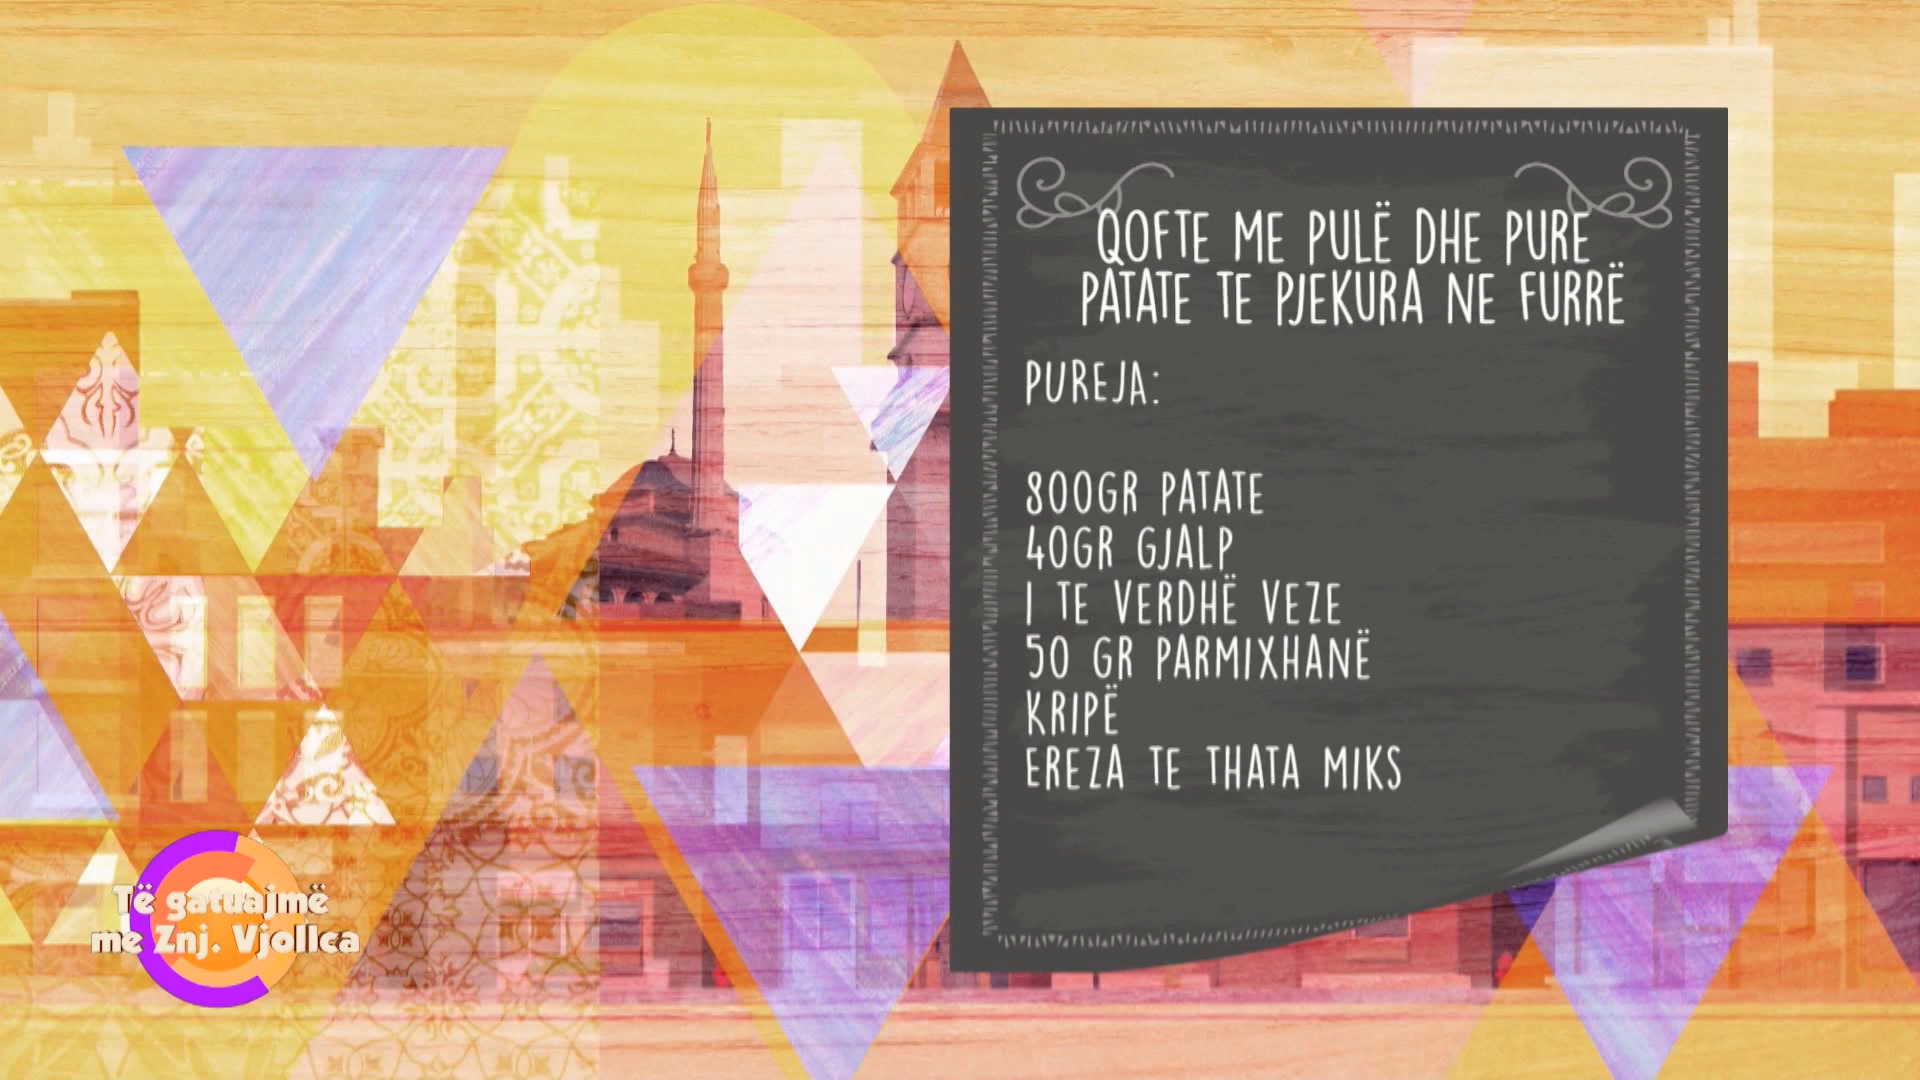 QOFTE ME PULË DHE PURE
PATATE TE PJEKURA NE FURRË
PUREJA:
800GR PATATE
40GR GJALP
1 TE VERDHË VEZE
50 GR PARMIXHANË
KRIPË
EREZA TE THATA MIKS
Të gatuajmë
me Znj. Vjollca